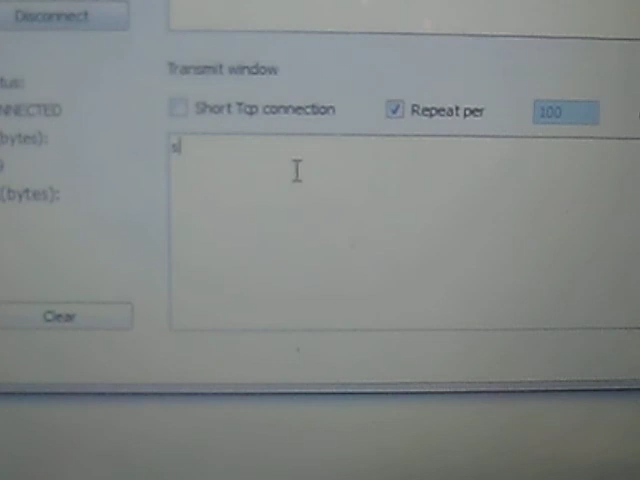 Disconnect
Transmit window
tus:
Short Tcp connection
Repeat per
100
NNECTED
(bytes):
s
(bytes):
Clear